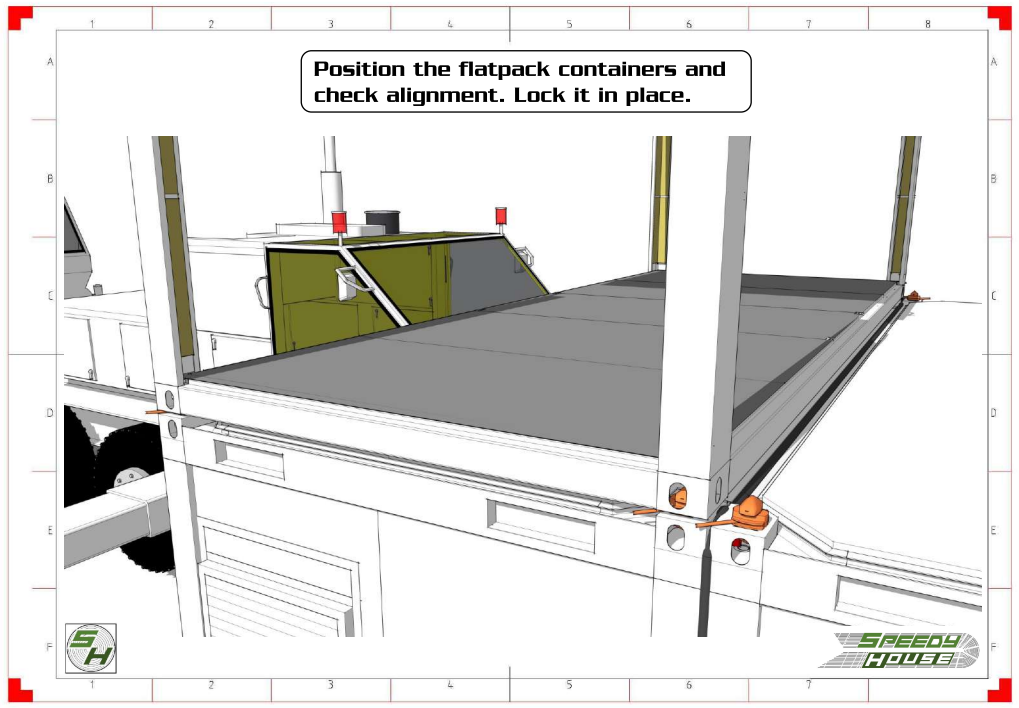 1 2 3 4 5 6 7 8
Position the flatpack containers and
check alignment. Lock it in place.
A A
B B
C C
D D
E E
F F
SH
SPEEDY
HOUSE
1 2 3 4 5 6 7